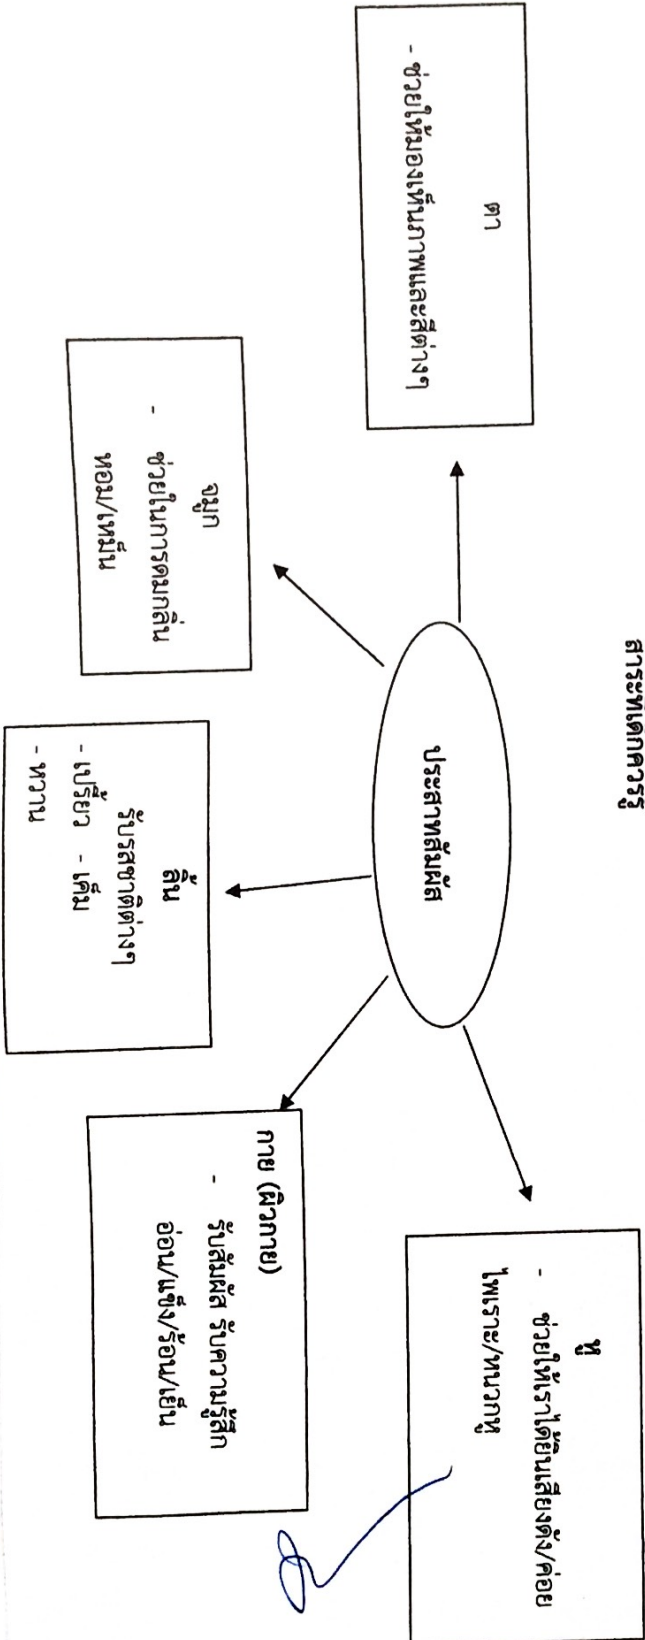 สาระที่เด็กควรรู้
ตา
- ช่วยให้มองเห็นภาพและสีต่างๆ
จมูก
- ช่วยในการดมกลิ่น
หอม/เหม็น
ประสาทสัมผัส
ลิ้น
รับรสชาติต่างๆ
- เปรี้ยว - เค็ม
- หวาน
กาย (ผิวกาย)
- รับสัมผัส รับความรู้สึก
อ่อน/แข็ง/ร้อน/เย็น
หู
- ช่วยให้เราได้ยินเสียงดัง/ค่อย
ไพเราะ/หนวกหู